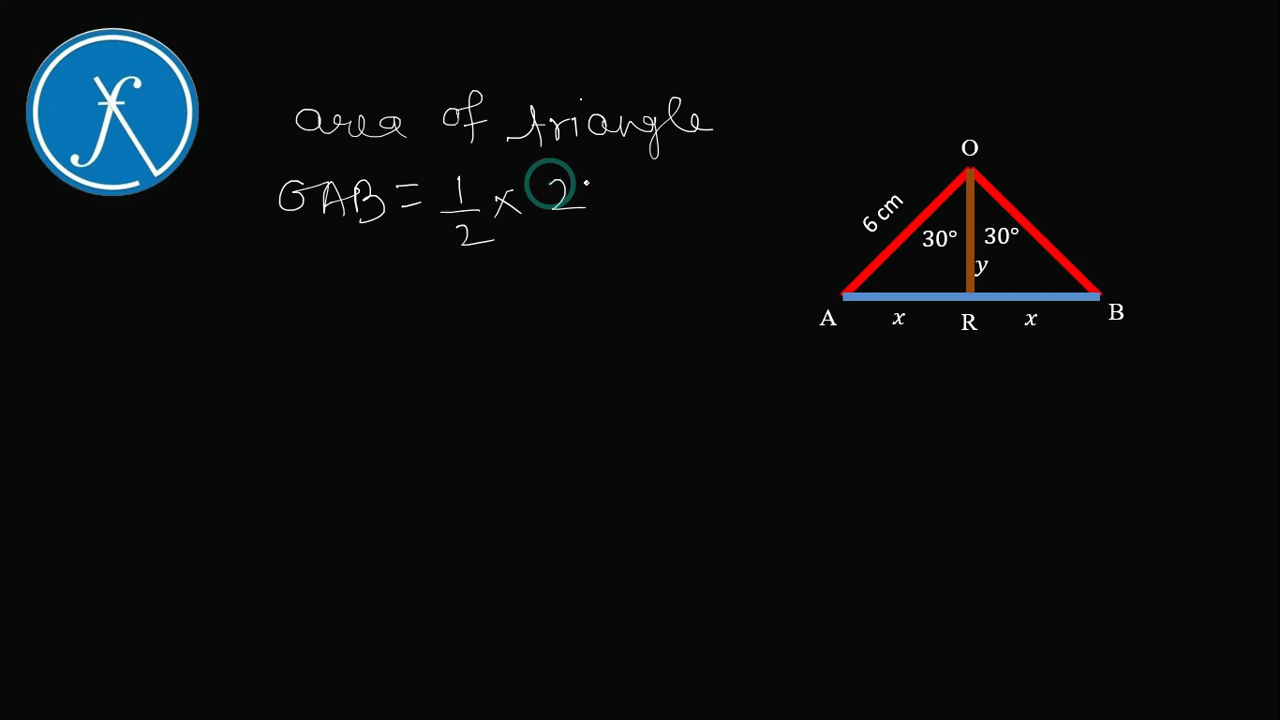 area of triangle
OAB = 1/2 × 2
O
6 cm
30° 30°
y
A x R x B